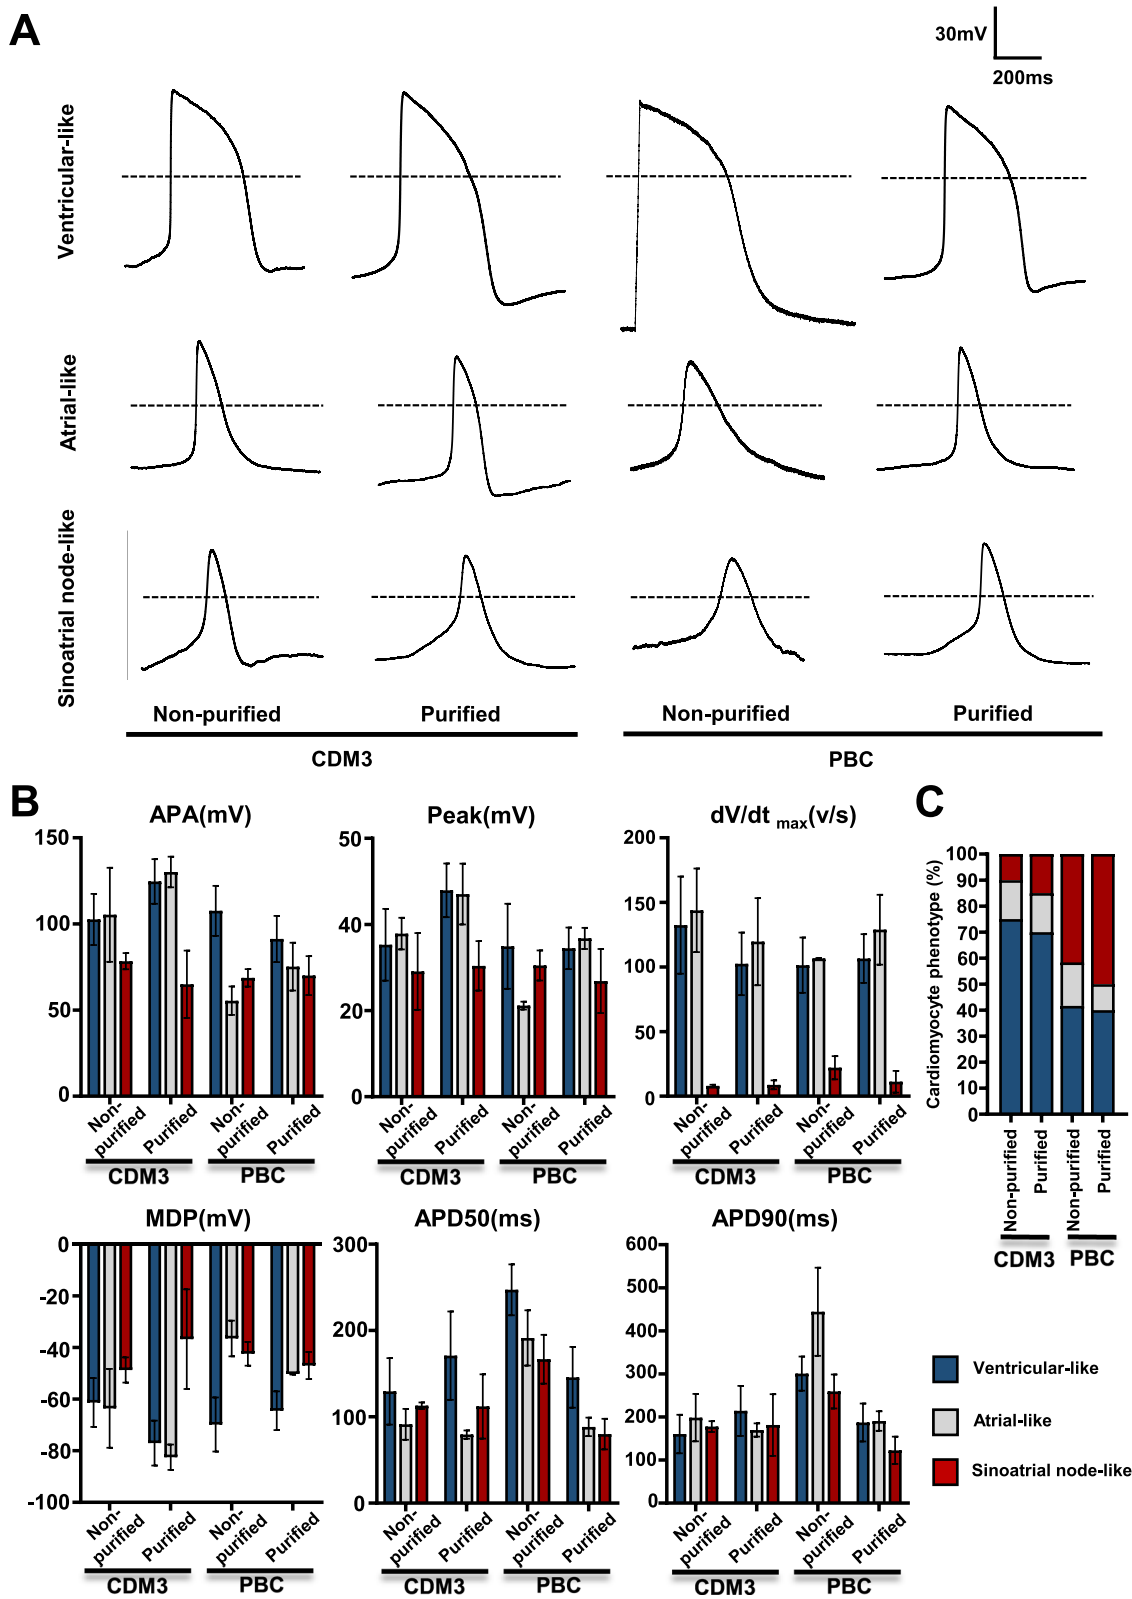 A
30mV
200ms
Ventricular-like
Atrial-like
Sinoatrial node-like
Non-purified
Purified
Non-purified
Purified
CDM3
PBC
B
APA(mV)
150
100
50
0
Non-purified
Purified
Non-purified
Purified
CDM3
PBC
Peak(mV)
50
40
20
0
Non-purified
Purified
Non-purified
Purified
CDM3
PBC
dV/dt max(v/s)
200
150
100
50
0
Non-purified
Purified
Non-purified
Purified
CDM3
PBC
C
Cardiomyocyte phenotype (%)
100
90
80
70
60
50
40
30
20
10
0
Non-purified
Purified
Non-purified
Purified
CDM3
PBC
MDP(mV)
0
-20
-40
-60
-80
-100
Non-purified
Purified
Non-purified
Purified
CDM3
PBC
APD50(ms)
300
200
100
0
Non-purified
Purified
Non-purified
Purified
CDM3
PBC
APD90(ms)
600
500
400
300
200
100
0
Non-purified
Purified
Non-purified
Purified
CDM3
PBC
Ventricular-like
Atrial-like
Sinoatrial node-like